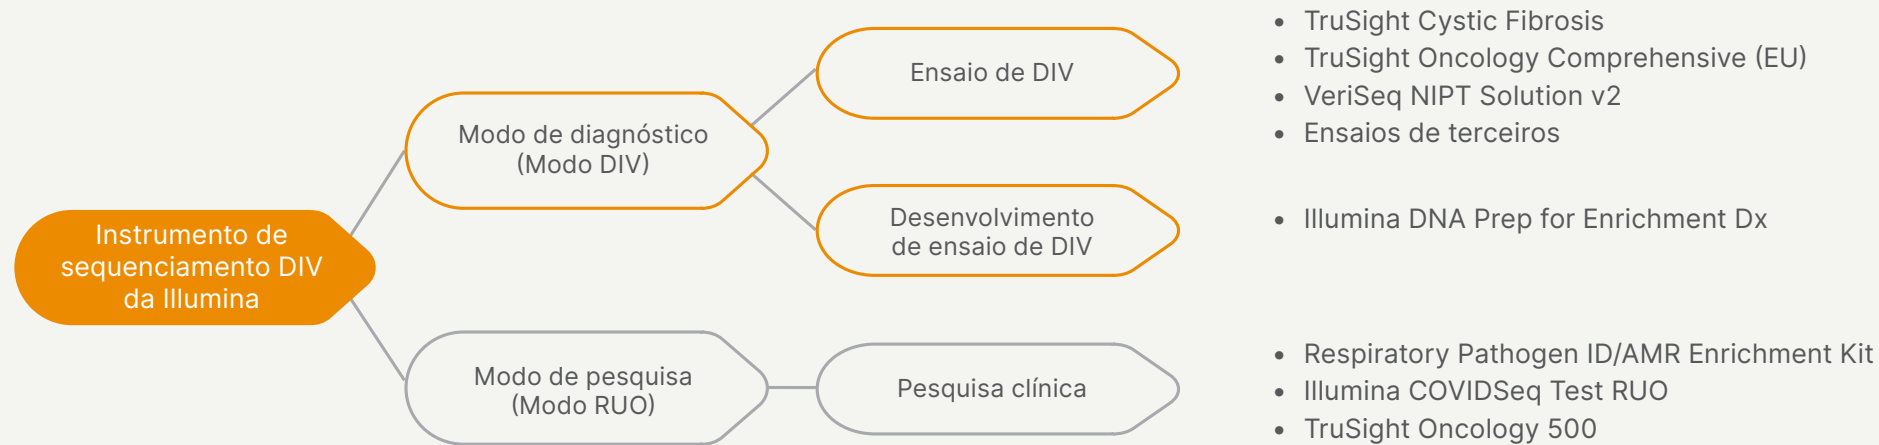 Instrumento de
sequenciamento DIV
da Illumina
Modo de diagnóstico
(Modo DIV)
Ensaio de DIV
• TruSight Cystic Fibrosis
• TruSight Oncology Comprehensive (EU)
• VeriSeq NIPT Solution v2
• Ensaios de terceiros
Desenvolvimento
de ensaio de DIV
• Illumina DNA Prep for Enrichment Dx
Modo de pesquisa
(Modo RUO)
Pesquisa clínica
• Respiratory Pathogen ID/AMR Enrichment Kit
• Illumina COVIDSeq Test RUO
• TruSight Oncology 500